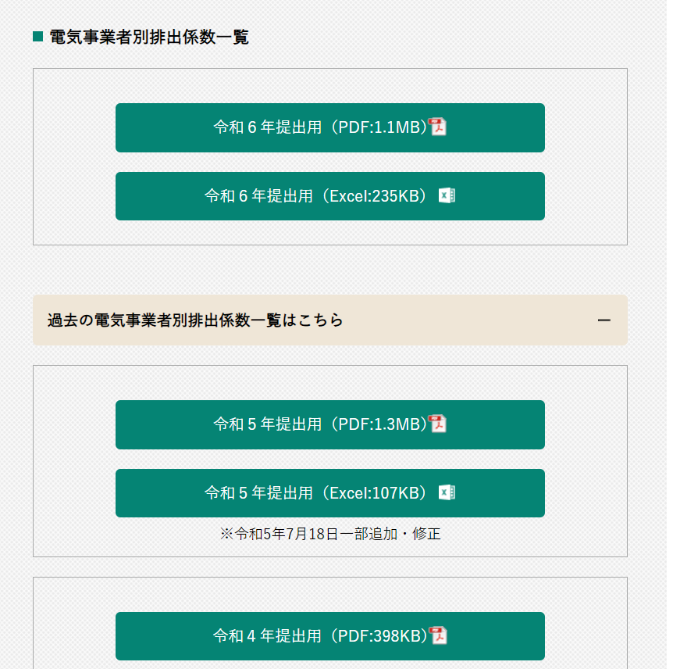 電気事業者別排出係数一覧
令和６年提出用（PDF:1.1MB）
令和６年提出用（Excel:235KB）
過去の電気事業者別排出係数一覧はこちら
令和５年提出用（PDF:1.3MB）
令和５年提出用（Excel:107KB）
※令和5年7月18日一部追加・修正
令和４年提出用（PDF:398KB）